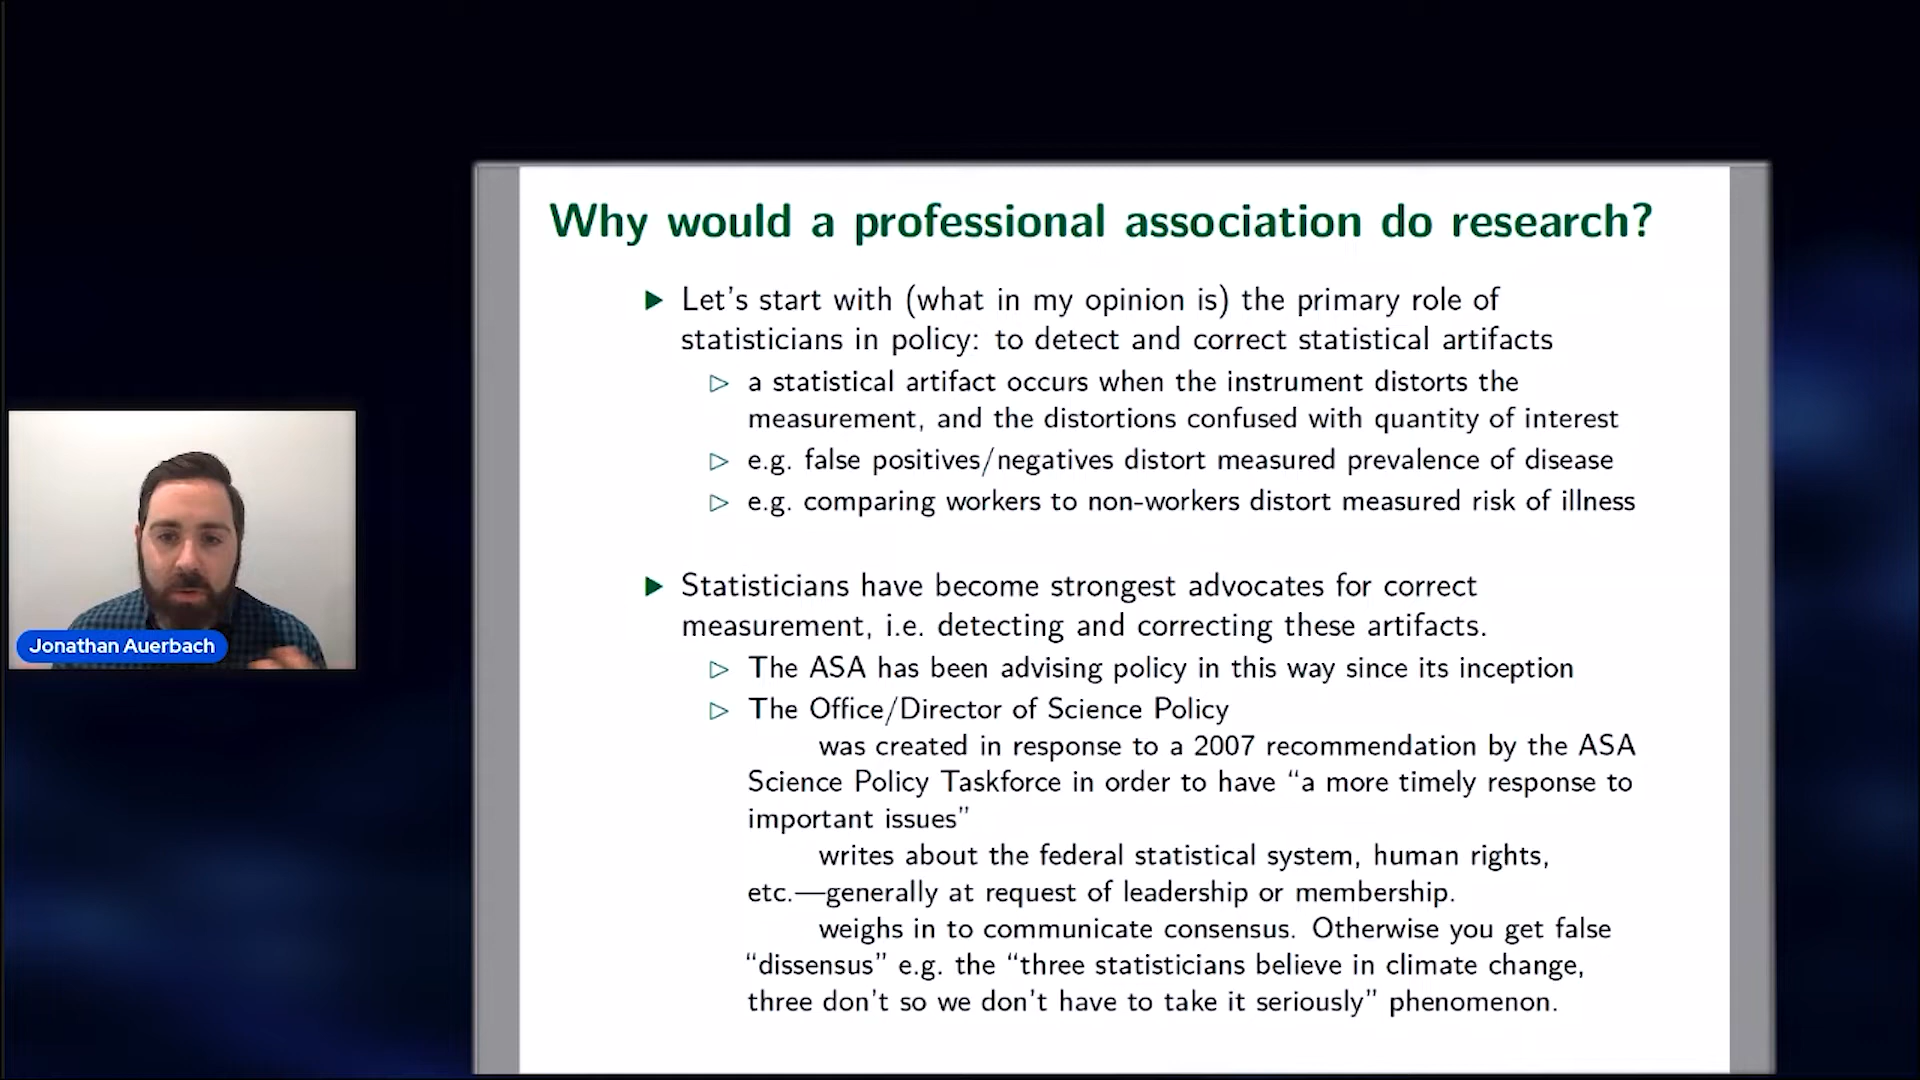 Why would a professional association do research?
Let's start with (what in my opinion is) the primary role of
statisticians in policy: to detect and correct statistical artifacts
a statistical artifact occurs when the instrument distorts the
measurement, and the distortions confused with quantity of interest
e.g. false positives/negatives distort measured prevalence of disease
e.g. comparing workers to non-workers distort measured risk of illness
Statisticians have become strongest advocates for correct
measurement, i.e. detecting and correcting these artifacts.
The ASA has been advising policy in this way since its inception
The Office/Director of Science Policy
was created in response to a 2007 recommendation by the ASA
Science Policy Taskforce in order to have “a more timely response to
important issues”
writes about the federal statistical system, human rights,
etc.—generally at request of leadership or membership.
weighs in to communicate consensus. Otherwise you get false
“dissensus” e.g. the “three statisticians believe in climate change,
three don't so we don't have to take it seriously” phenomenon.
Jonathan Auerbach